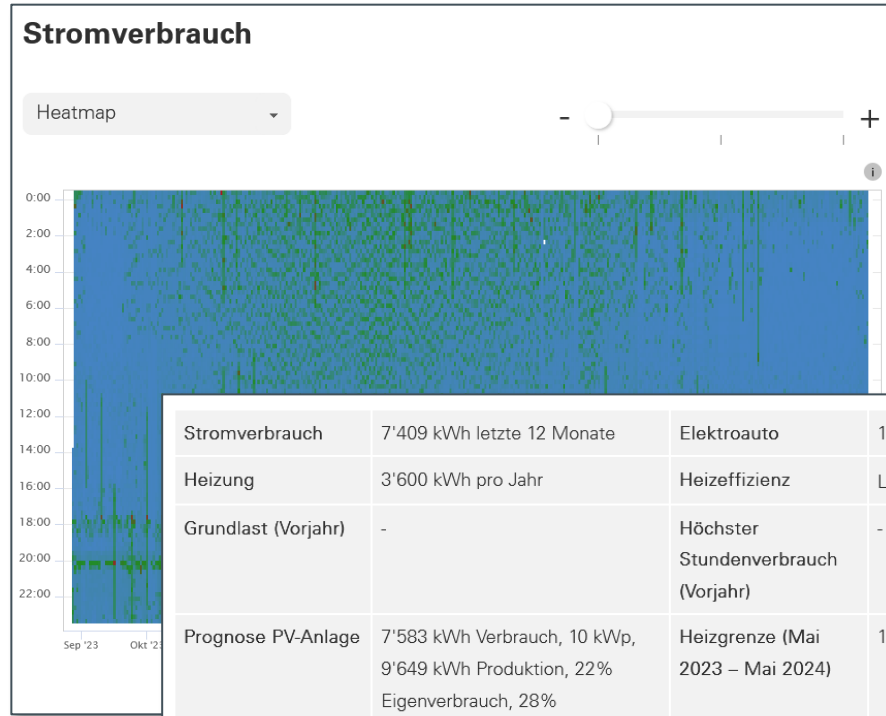 Stromverbrauch
Heatmap
-
+
i
0:00
2:00
4:00
6:00
8:00
10:00
12:00
14:00
16:00
18:00
20:00
22:00
Sep '23
Okt '23
Stromverbrauch 7'409 kWh letzte 12 Monate Elektroauto 1
Heizung 3'600 kWh pro Jahr Heizeffizienz L
Grundlast (Vorjahr) - Höchster -
Stundenverbrauch
(Vorjahr)
Prognose PV-Anlage 7'583 kWh Verbrauch, 10 kWp, Heizgrenze (Mai 1
9'649 kWh Produktion, 22% 2023 – Mai 2024)
Eigenverbrauch, 28%